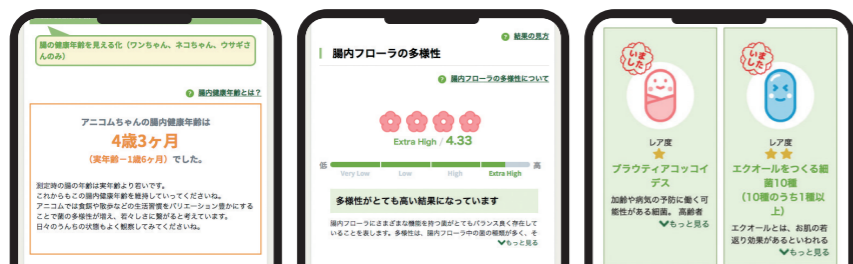 腸の健康年齢を見える化（ワンちゃん、ネコちゃん、ウサギさ
んのみ）
? 腸内健康年齢とは？
アニコムちゃんの腸内健康年齢は
4歳3ヶ月
（実年齢－1歳6ヶ月）でした。
測定時の腸の年齢は実年齢より若いです。
これからもこの腸内健康年齢を維持していってくださいね。
アニコムでは食餌や散歩などの生活習慣をバリエーション豊かにする
ことで菌の多様性が増え、若々しさに繋がると考えています。
日々のうんちの状態もよく観察してみてくださいね。
? 結果の見方
腸内フローラの多様性
? 腸内フローラの多様性について
Extra High / 4.33
低 高
Very Low Low High Extra High
多様性がとても高い結果になっています
腸内フローラにさまざまな機能を持つ菌がとてもバランス良く存在して
いることを表します。多様性は、腸内フローラ中の菌の種類が多く、そ
もっと見る
いま
した
レア度
ブラウティアコッコイ
デス
加齢や病気の予防に働く可
能性がある細菌。 高齢者
もっと見る
いま
した
レア度
エクオールをつくる細
菌10種
（10種のうち1種以
上）
エクオールとは、お肌の若
返り効果があるといわれる
もっと見る